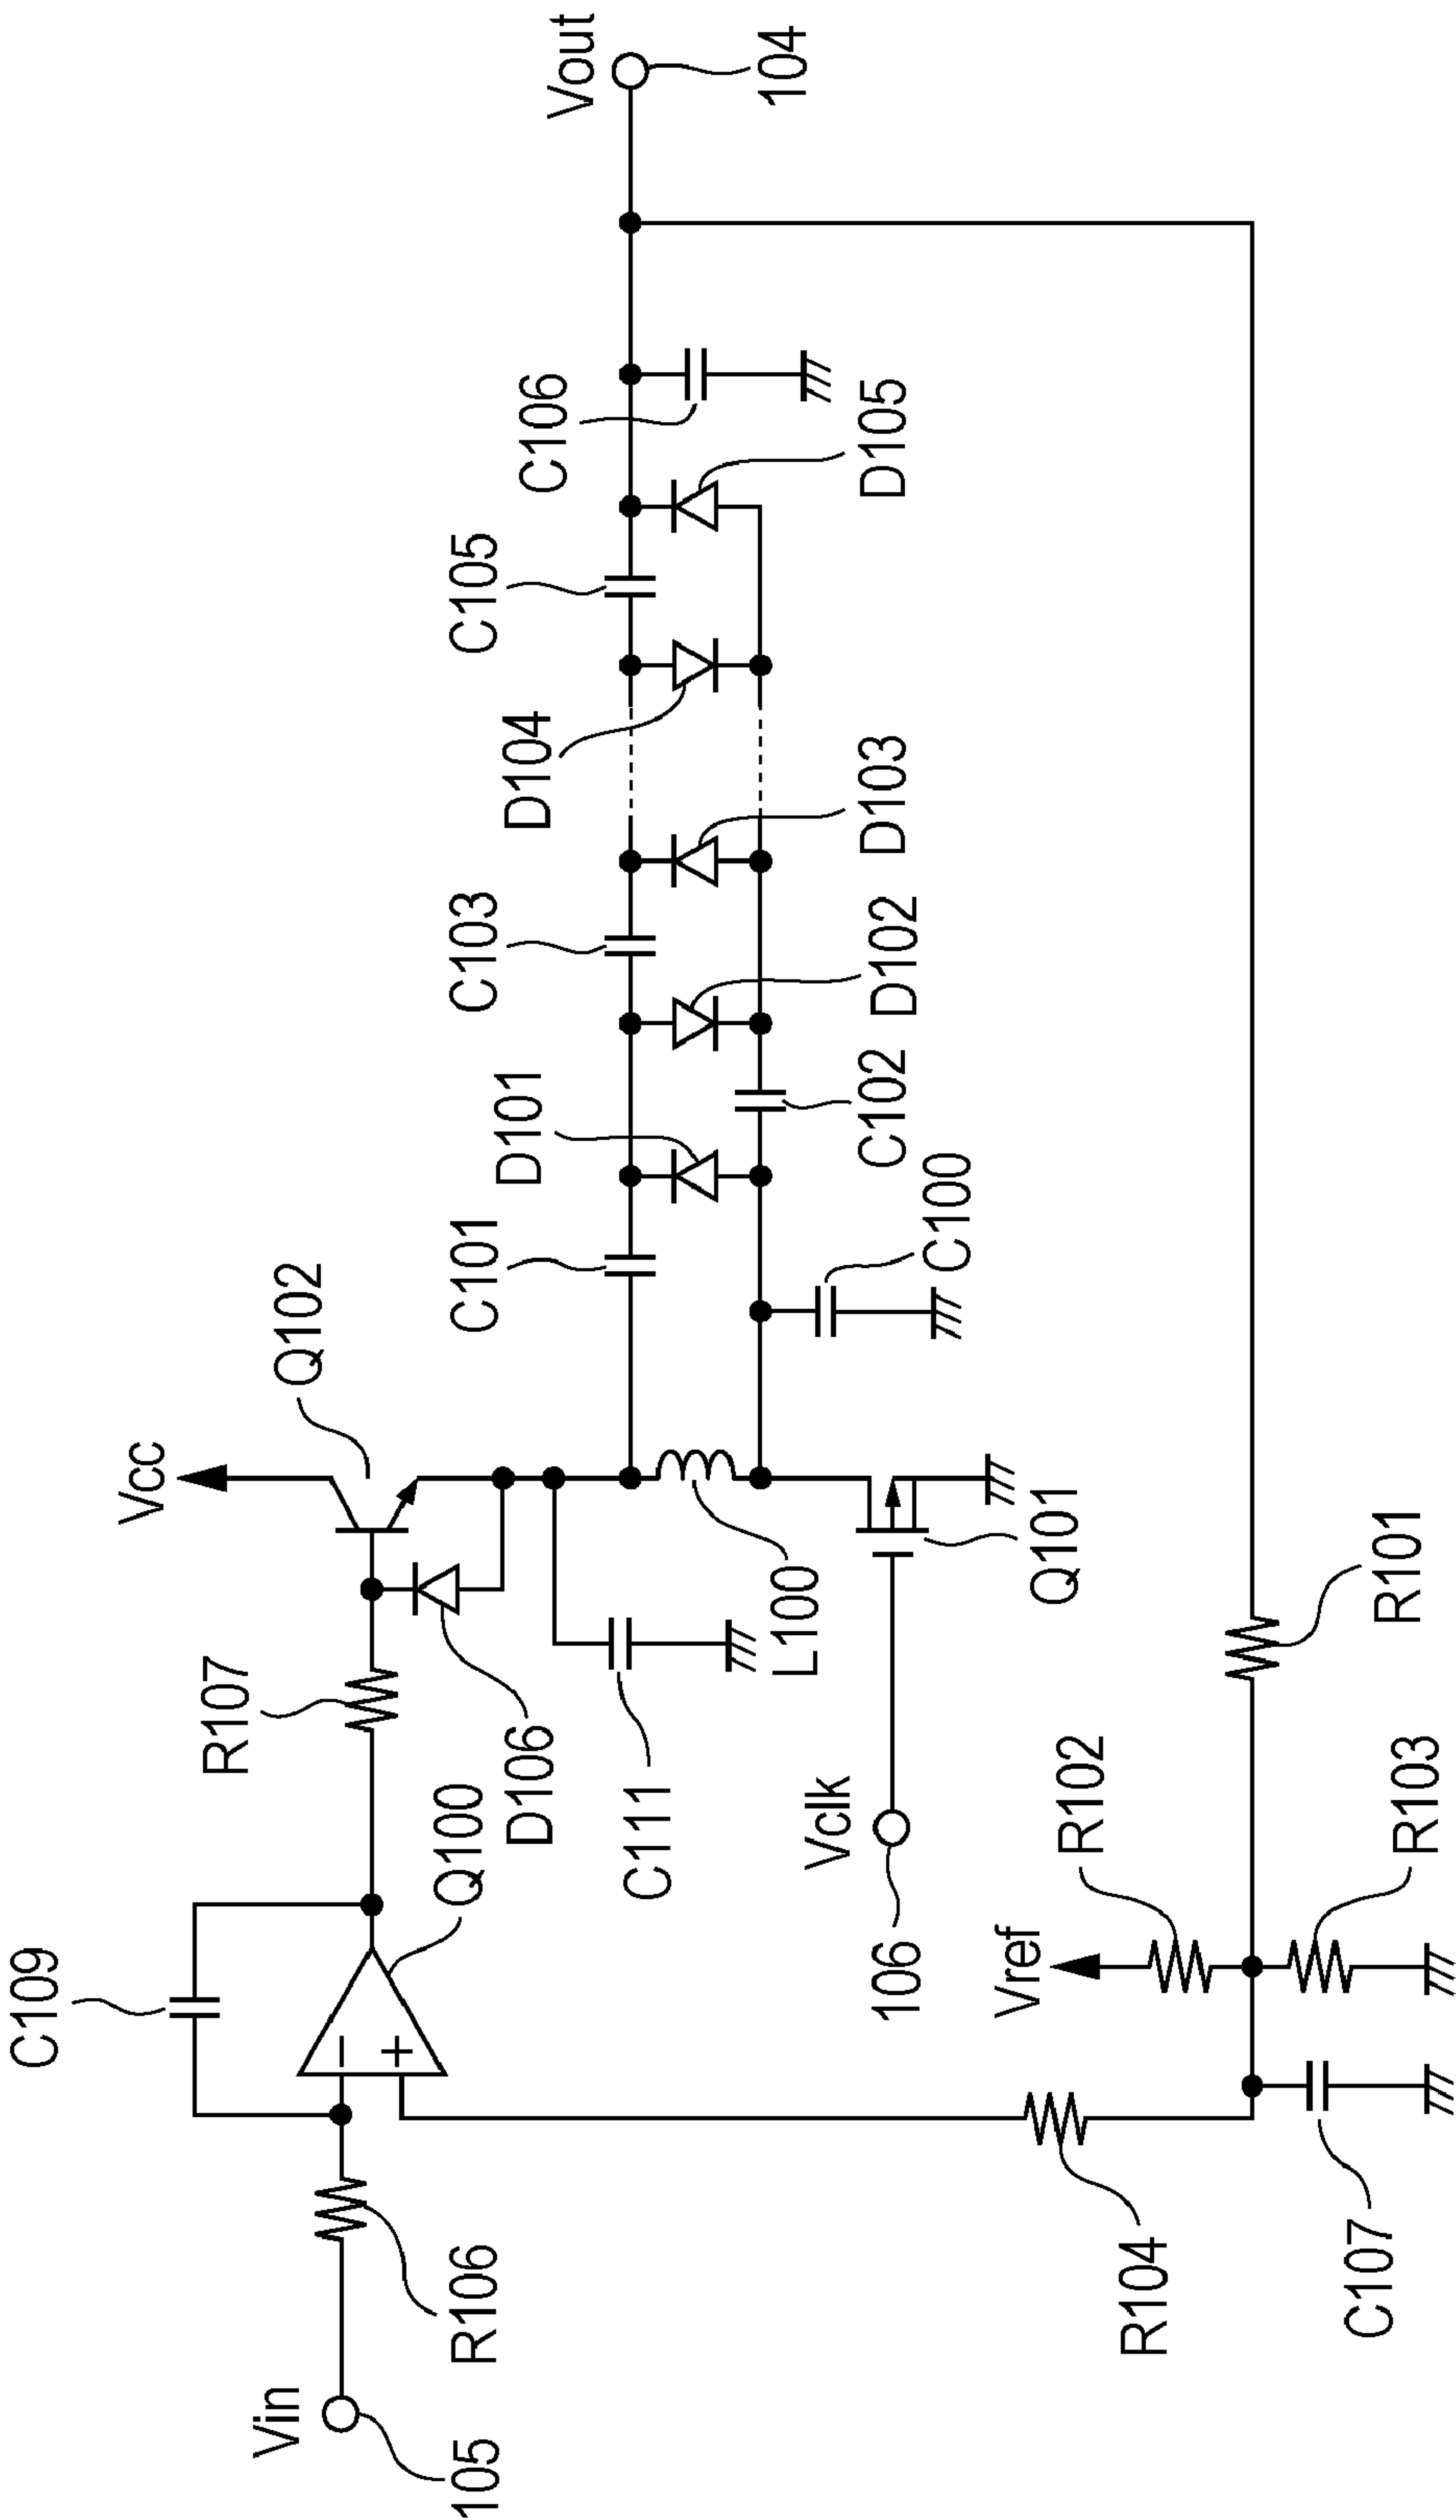 Vin
105
R106
C109
−
+
Q100
R107
D106
Vcc
Q102
C111
L100
Vclk
106
Q101
C101
D101
C100
C102
D102
C103
D103
D104
C105
D105
C106
Vout
104
Vref
R102
R103
R101
R104
C107